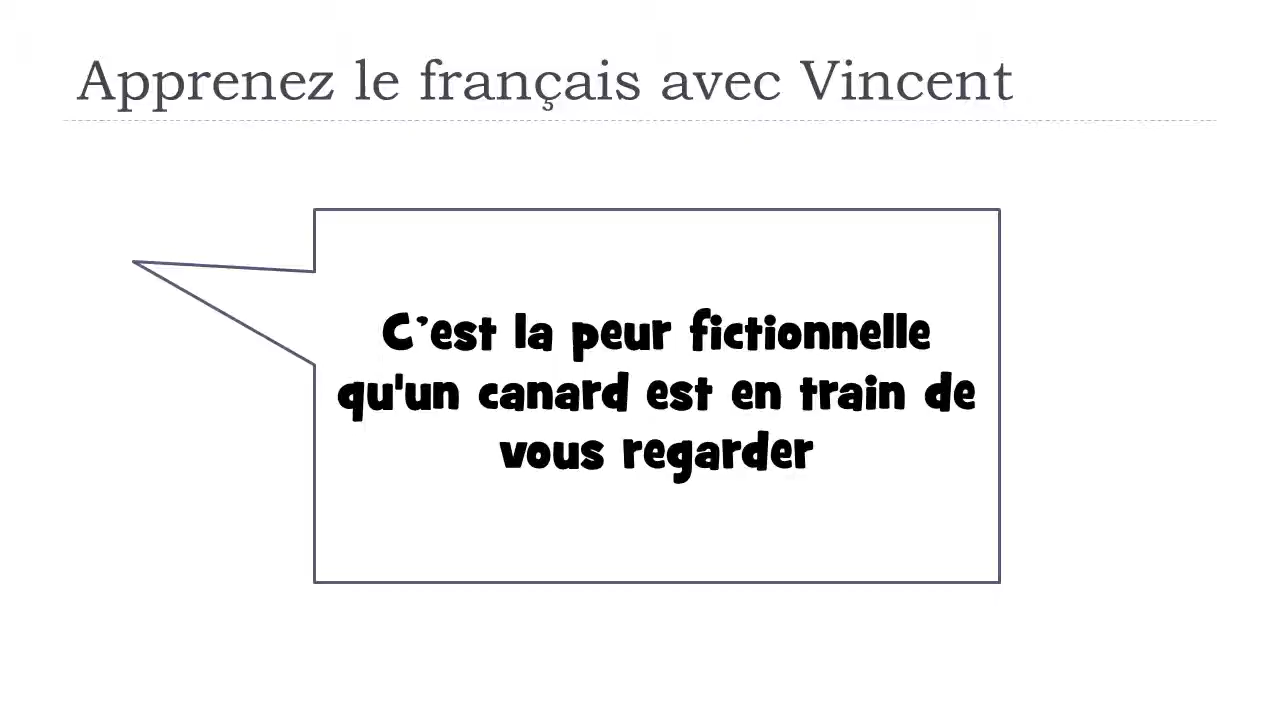 Apprenez le français avec Vincent
C’est la peur fictionnelle
qu'un canard est en train de
vous regarder